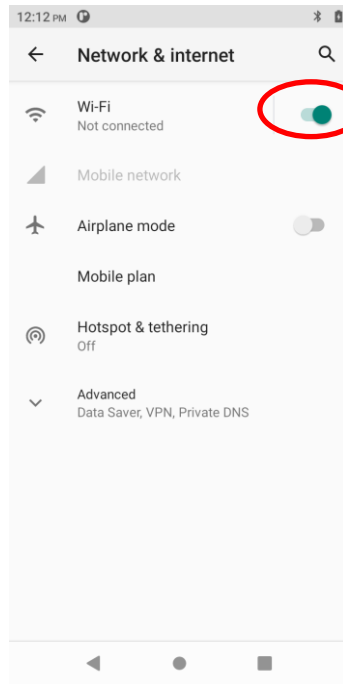 12:12 PM
Network & internet
Wi-Fi
Not connected
Mobile network
Airplane mode
Mobile plan
Hotspot & tethering
Off
Advanced
Data Saver, VPN, Private DNS